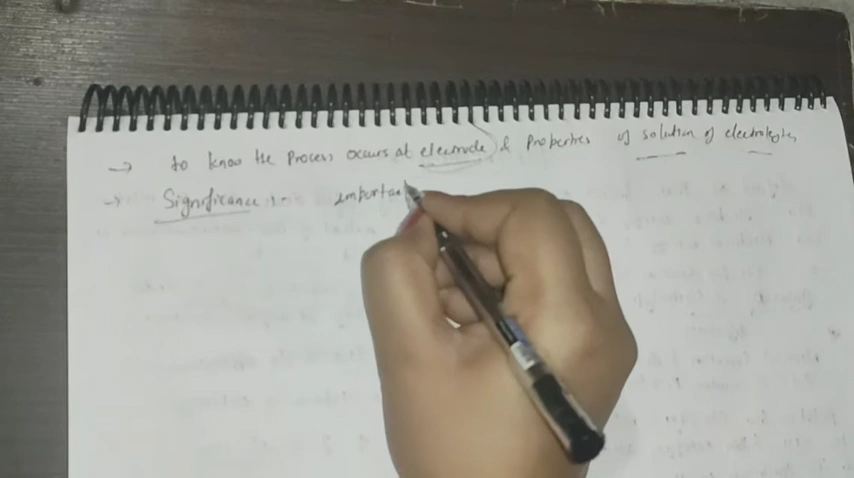 → to know the Process occurs at electrode & Properties of solution of electrolytes
→ Significance :- importan